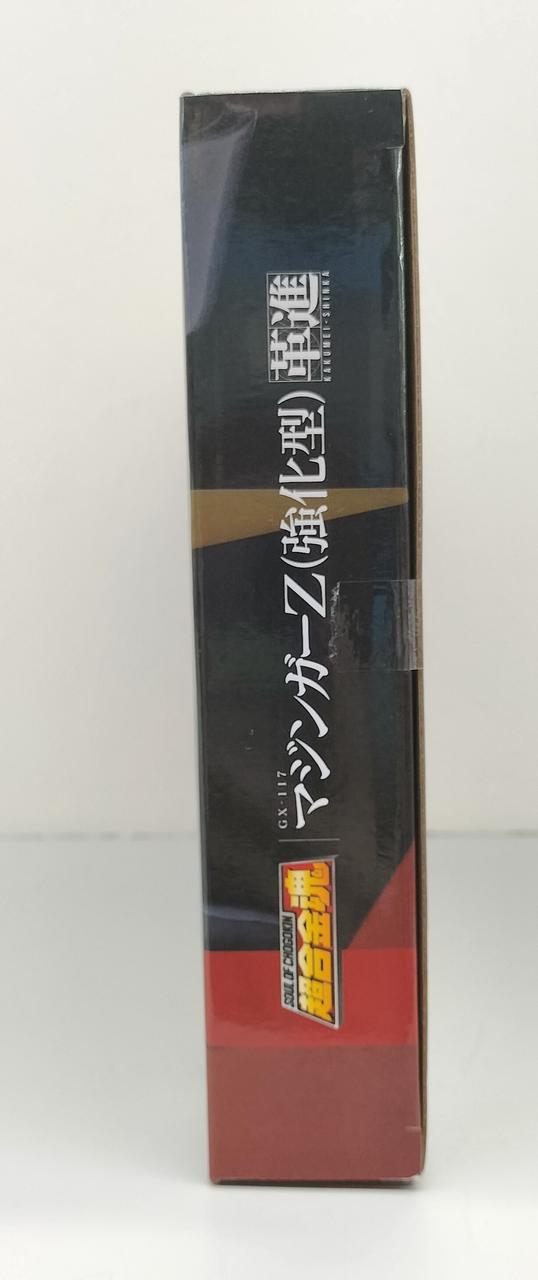 SOUL OF CHOGOKIN
超合金魂
GX-117
マジンガーZ(強化型)
革進
KAKUMEI-SHINKA